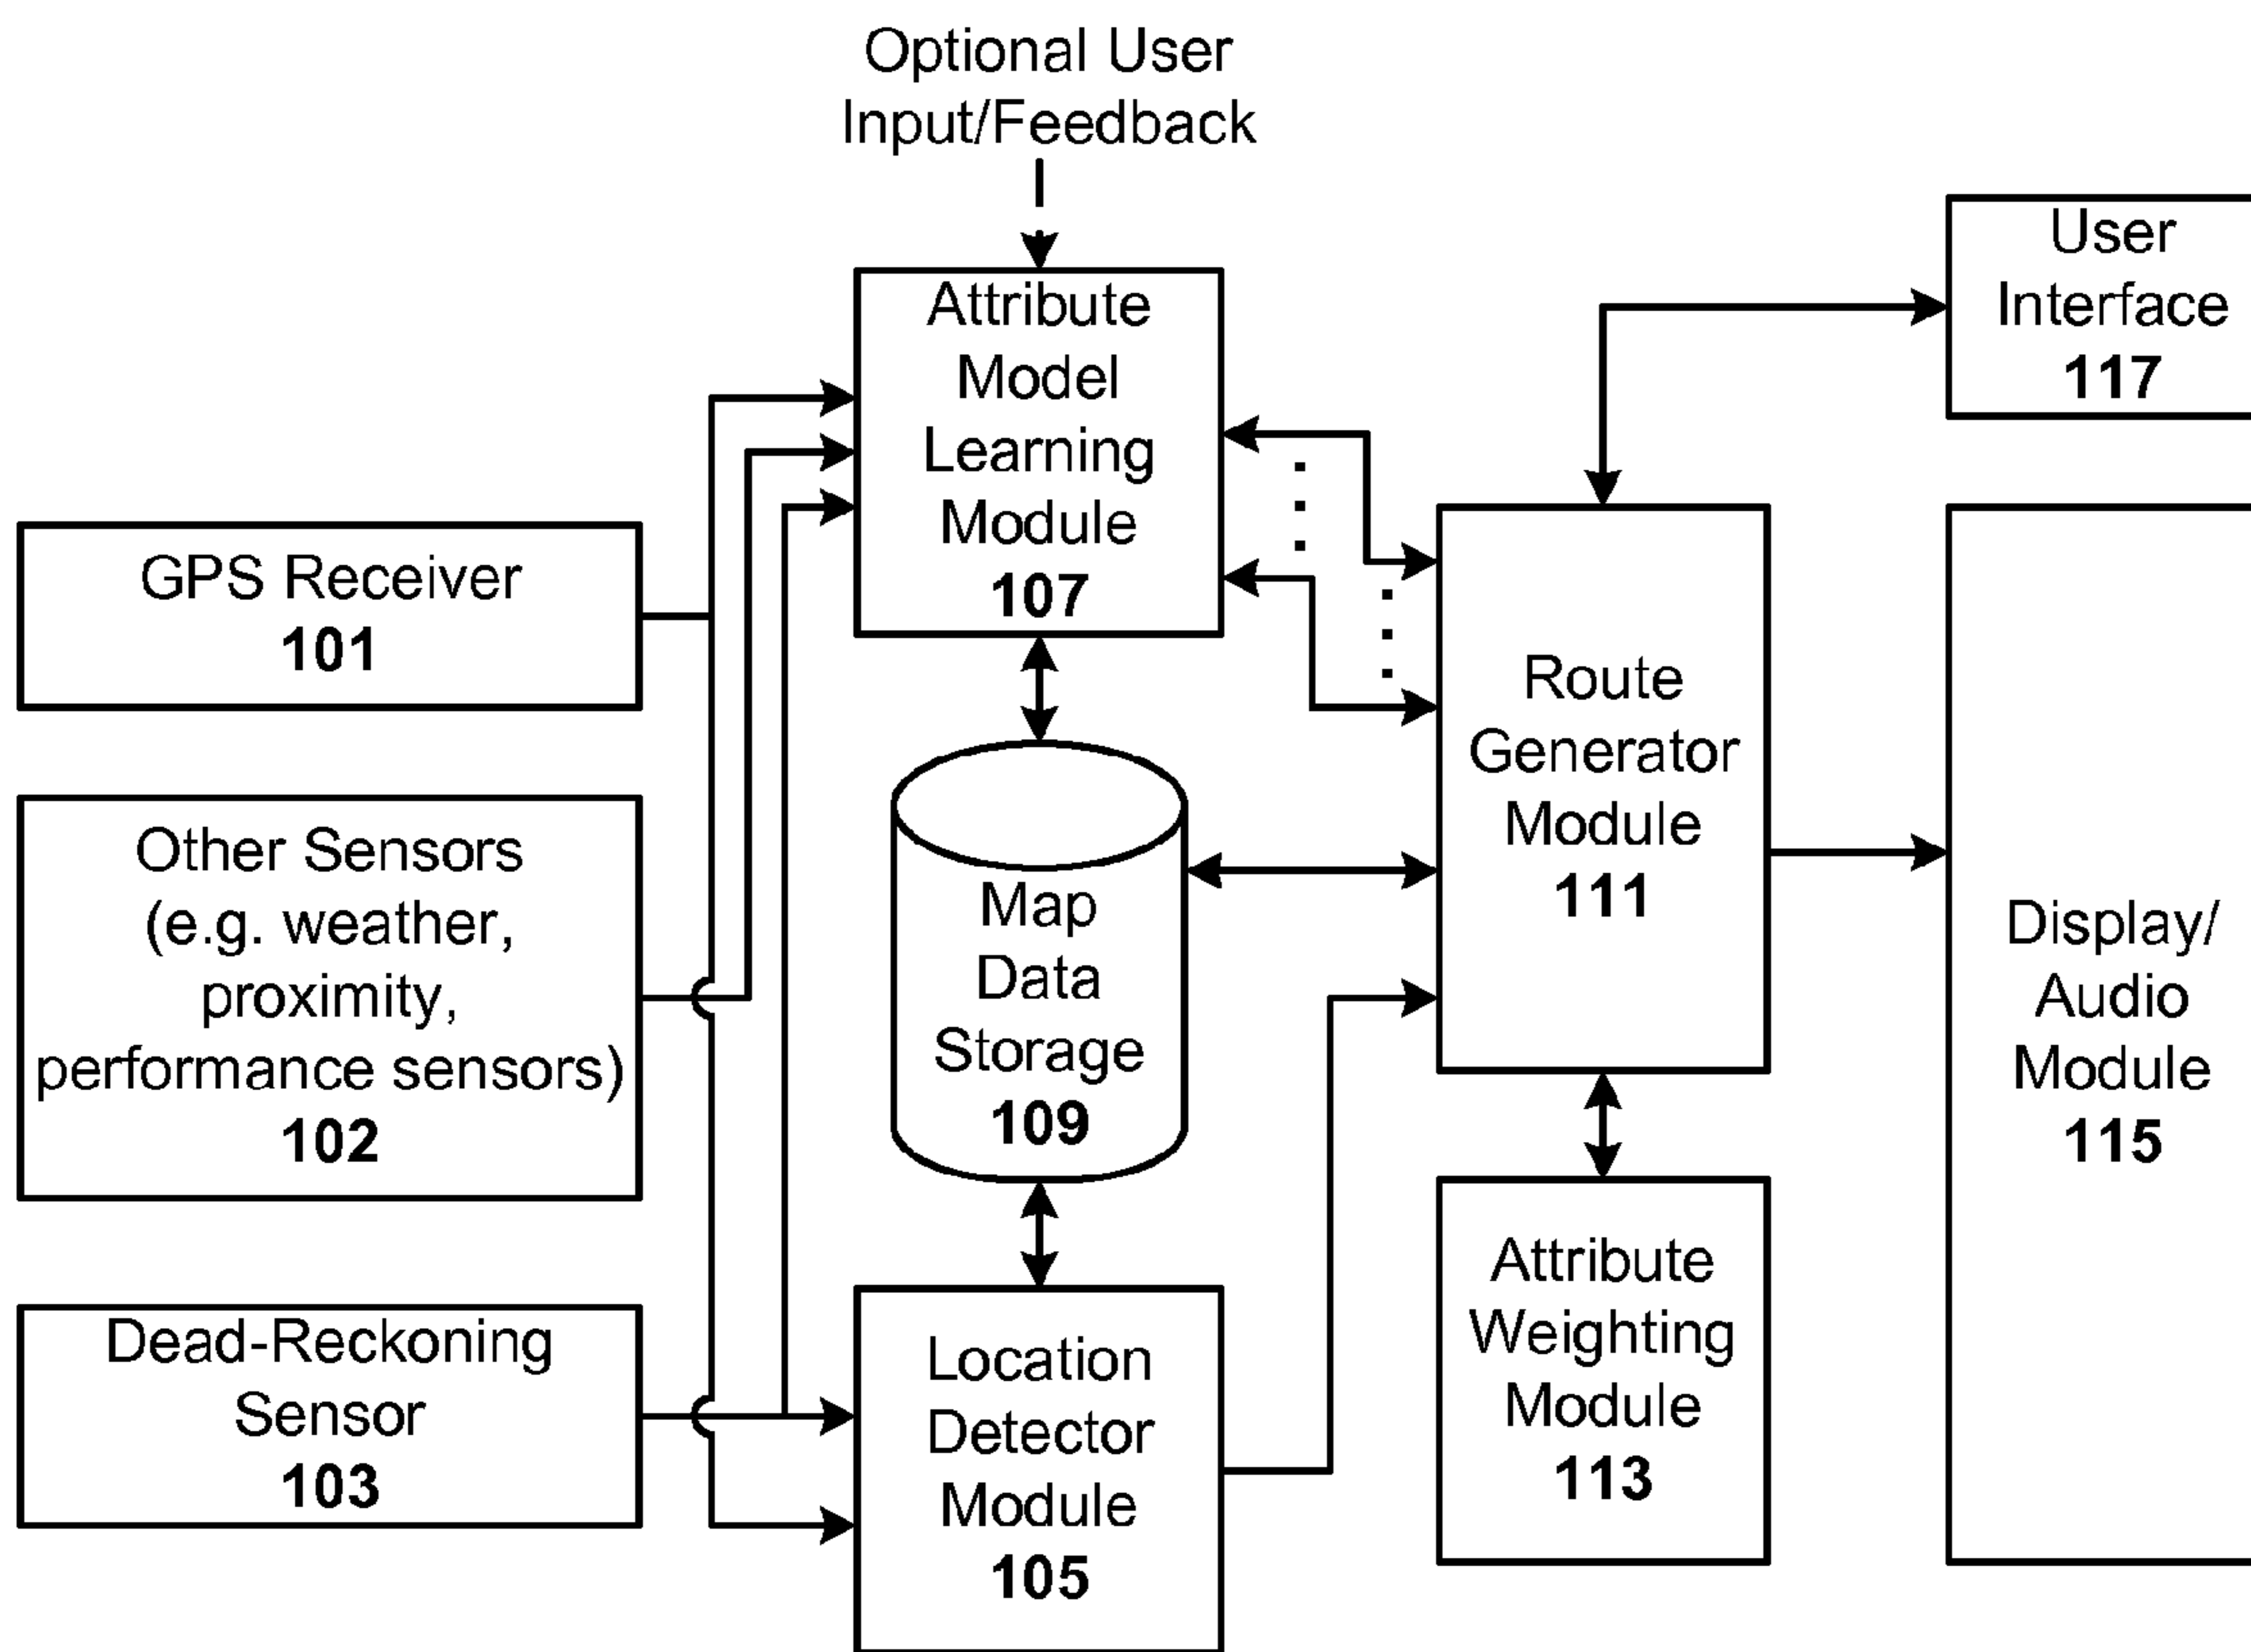 Optional User
Input/Feedback
Attribute
Model
Learning
Module
107
GPS Receiver
101
Other Sensors
(e.g. weather,
proximity,
performance sensors)
102
Dead-Reckoning
Sensor
103
Map
Data
Storage
109
Location
Detector
Module
105
Route
Generator
Module
111
Attribute
Weighting
Module
113
User
Interface
117
Display/
Audio
Module
115